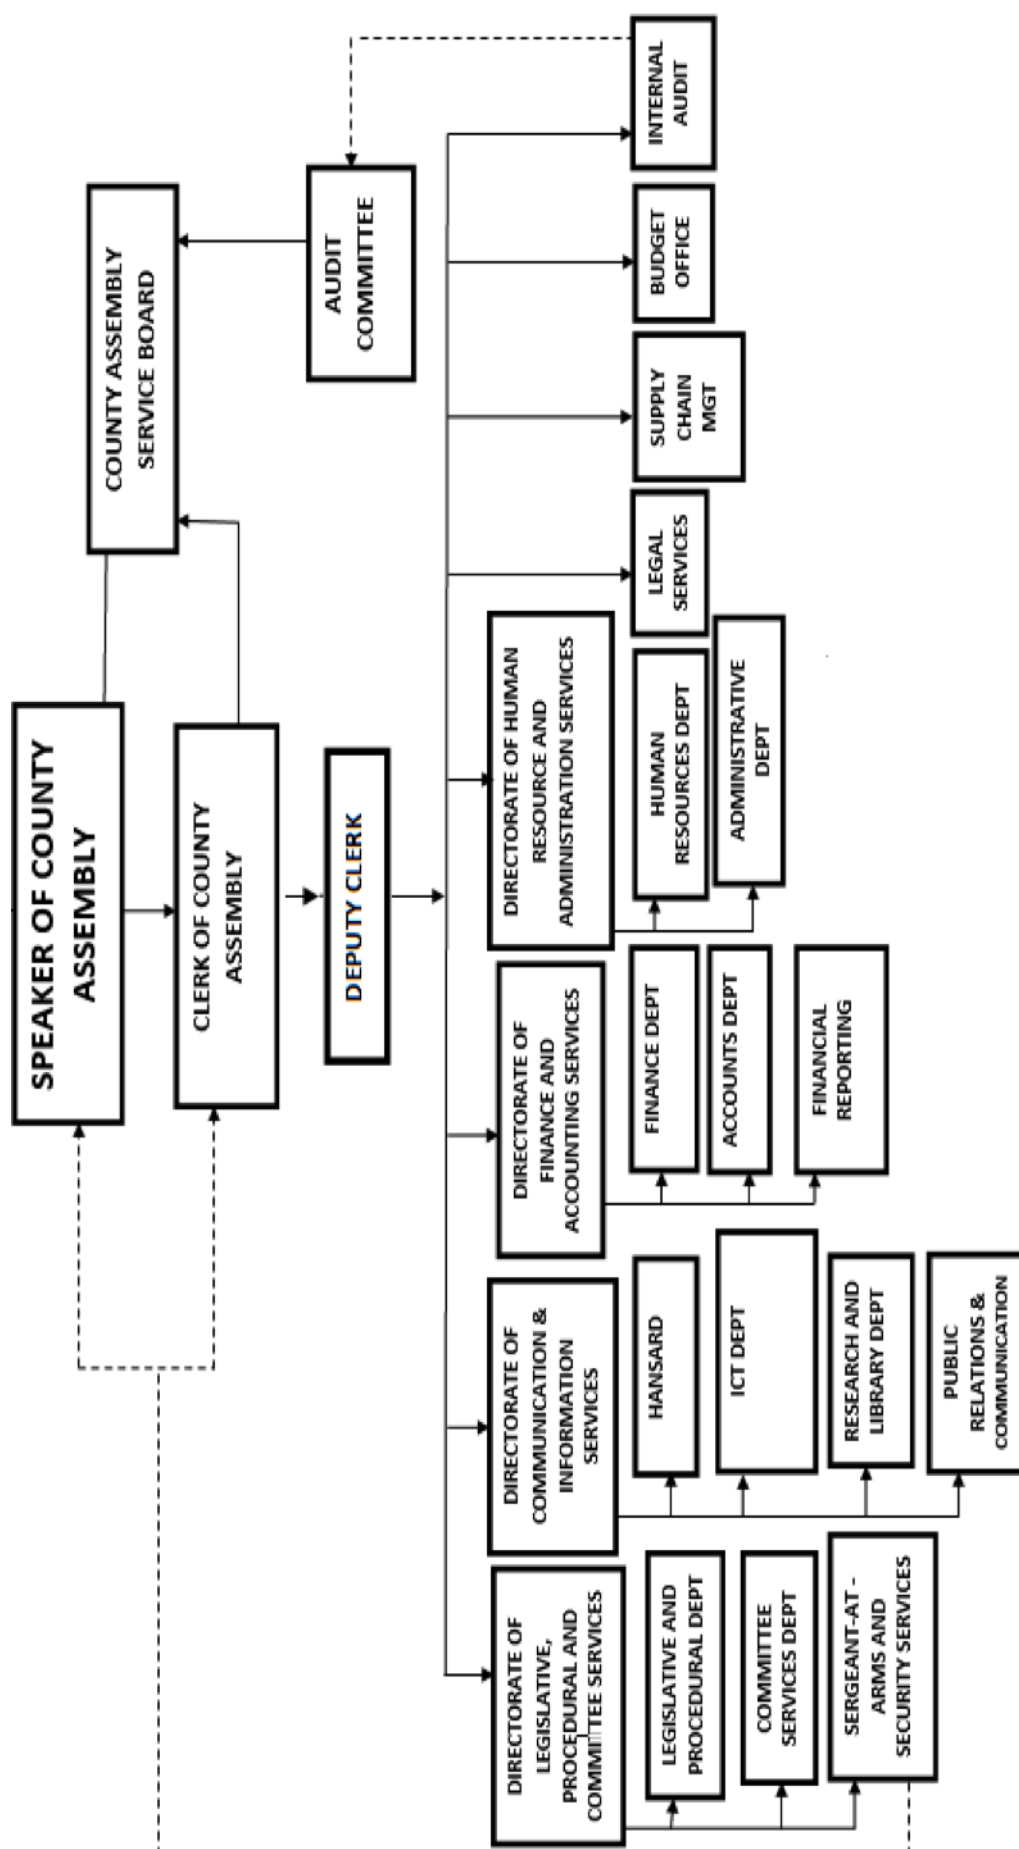 SPEAKER OF COUNTY
ASSEMBLY
COUNTY ASSEMBLY
SERVICE BOARD
CLERK OF COUNTY
ASSEMBLY
AUDIT
COMMITTEE
DEPUTY CLERK
DIRECTORATE OF
LEGISLATIVE,
PROCEDURAL AND
COMMITTEE SERVICES
LEGISLATIVE AND
PROCEDURAL DEPT
COMMITTEE
SERVICES DEPT
SERGEANT-AT –
ARMS AND
SECURITY SERVICES
DIRECTORATE OF
COMMUNICATION &
INFORMATION
SERVICES
HANSARD
ICT DEPT
RESEARCH AND
LIBRARY DEPT
PUBLIC
RELATIONS &
COMMUNICATION
DIRECTORATE OF
FINANCE AND
ACCOUNTING SERVICES
FINANCE DEPT
ACCOUNTS DEPT
FINANCIAL
REPORTING
DIRECTORATE OF HUMAN
RESOURCE AND
ADMINISTRATION SERVICES
HUMAN
RESOURCES DEPT
ADMINISTRATIVE
DEPT
LEGAL
SERVICES
SUPPLY
CHAIN
MGT
BUDGET
OFFICE
INTERNAL
AUDIT